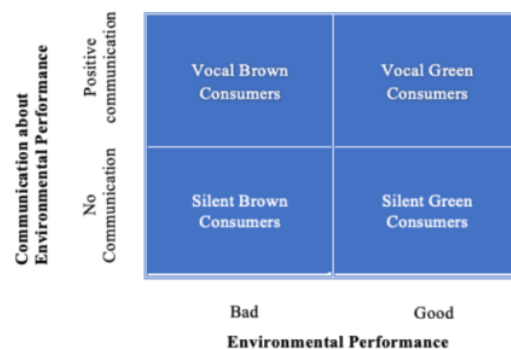 Communication about
Environmental Performance
Positive
communication
No
Communication
Vocal Brown
Consumers
Vocal Green
Consumers
Silent Brown
Consumers
Silent Green
Consumers
Bad
Good
Environmental Performance